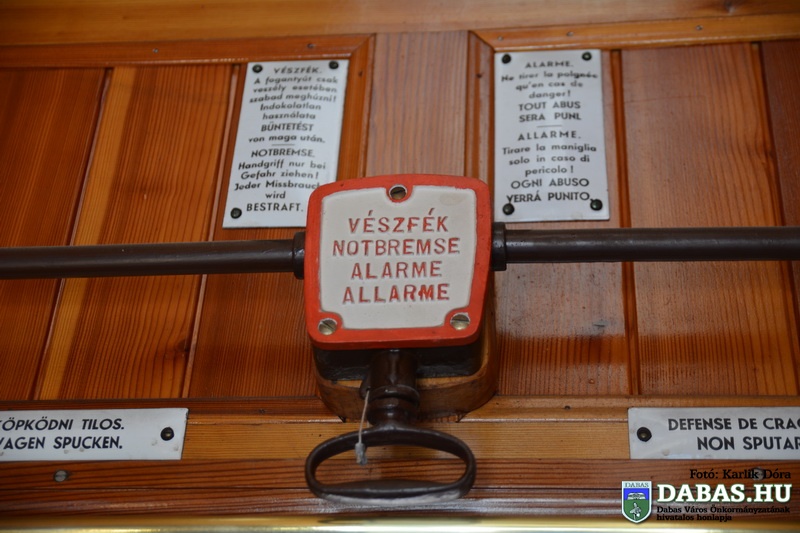 VÉSZFÉK.
A fogantyút csak
veszély esetében
szabad meghúzni!
Indokolatlan
használata
BÜNTETÉST
von maga után.
NOTBREMSE.
Handgriff nur bei
Gefahr ziehen!
Jeder Missbrauch
wird
BESTRAFT.
ALARME.
Ne tirer la poignée
qu'en cas de
danger!
TOUT ABUS
SERA PUNI.
ALLARME.
Tirare la maniglia
solo in caso di
pericolo!
OGNI ABUSO
VERRÁ PUNITO
VÉSZFÉK
NOTBREMSE
ALARME
ALLARME
KÖPKÖDNI TILOS.
WAGEN SPUCKEN.
DEFENSE DE CRAC
NON SPUTAR
Fotó: Karlik Dóra
DABAS
DABAS.HU
Dabas Város Önkormányzatának
hivatalos honlapja